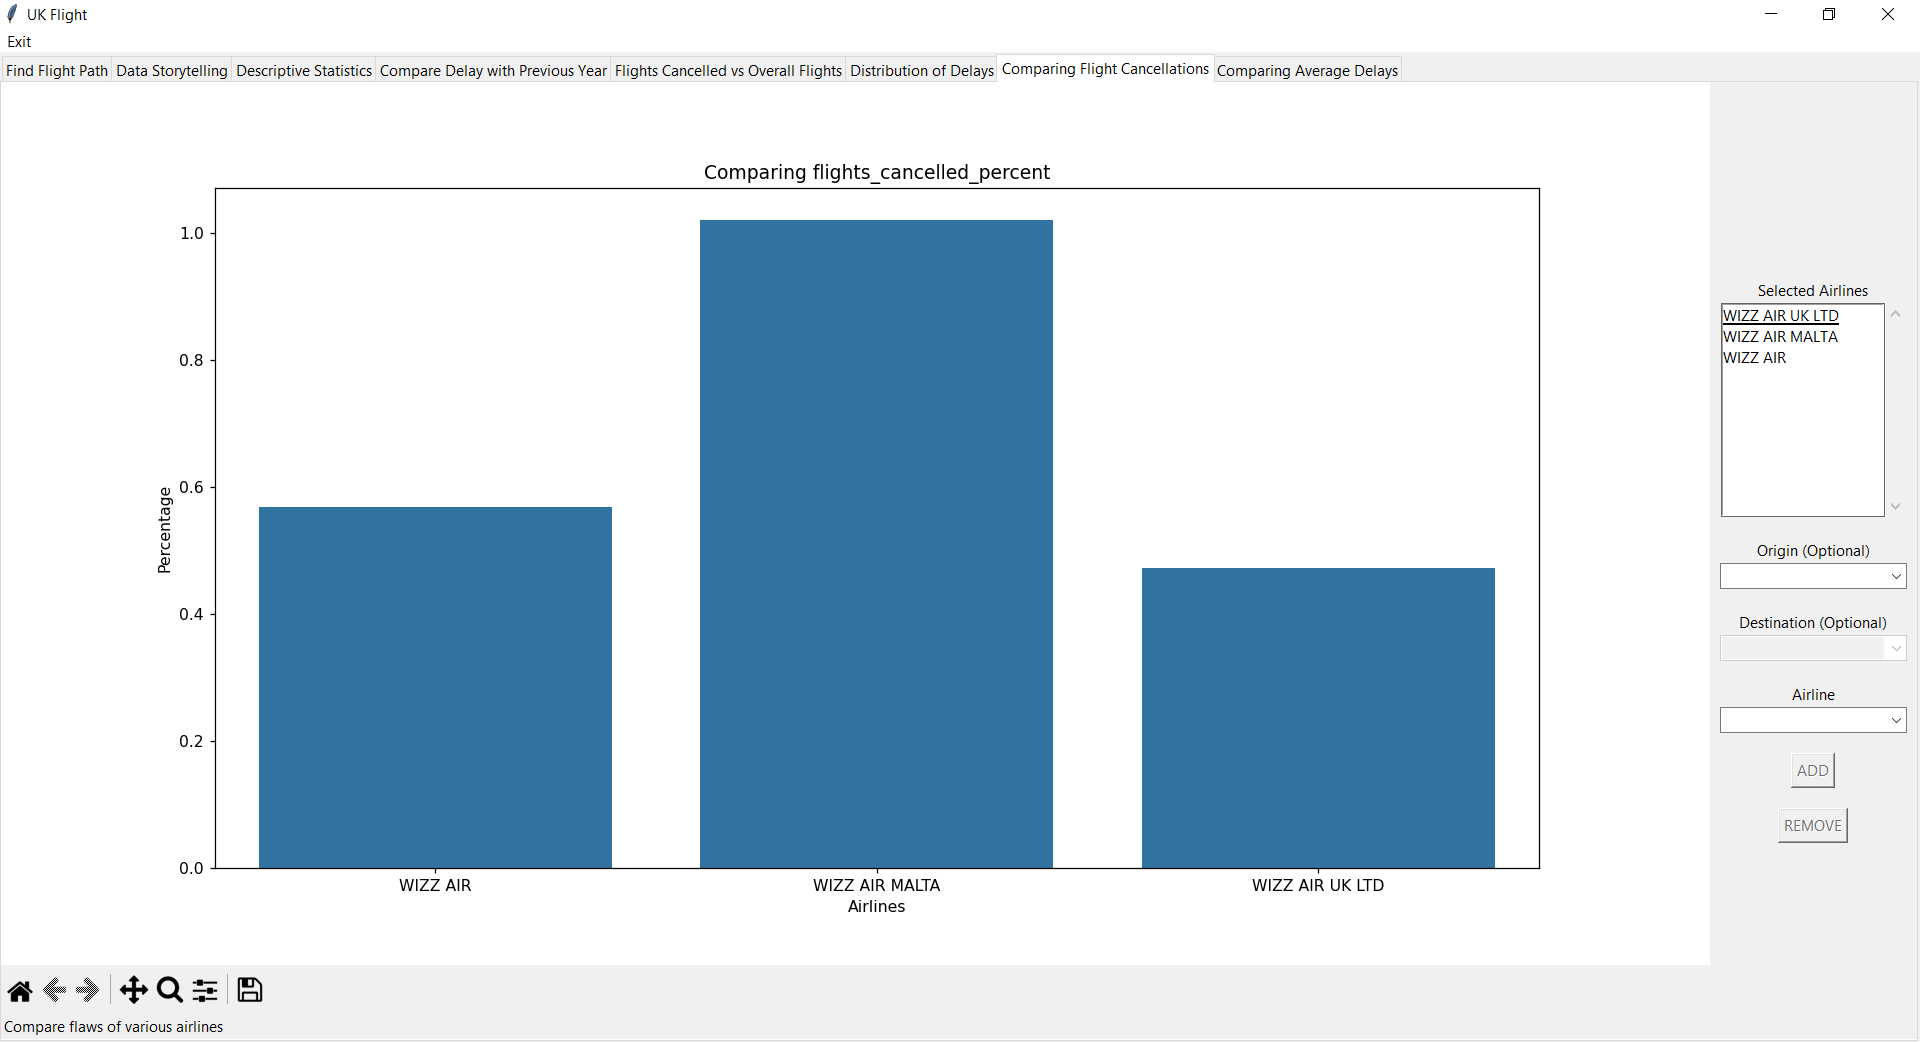 UK Flight
Exit
Find Flight Path Data Storytelling Descriptive Statistics Compare Delay with Previous Year Flights Cancelled vs Overall Flights Distribution of Delays Comparing Flight Cancellations Comparing Average Delays
Comparing flights_cancelled_percent
1.0
0.8
0.6
0.4
0.2
0.0
Percentage
WIZZ AIR WIZZ AIR MALTA WIZZ AIR UK LTD
Airlines
Selected Airlines
WIZZ AIR UK LTD
WIZZ AIR MALTA
WIZZ AIR
Origin (Optional)
Destination (Optional)
Airline
ADD
REMOVE
Compare flaws of various airlines